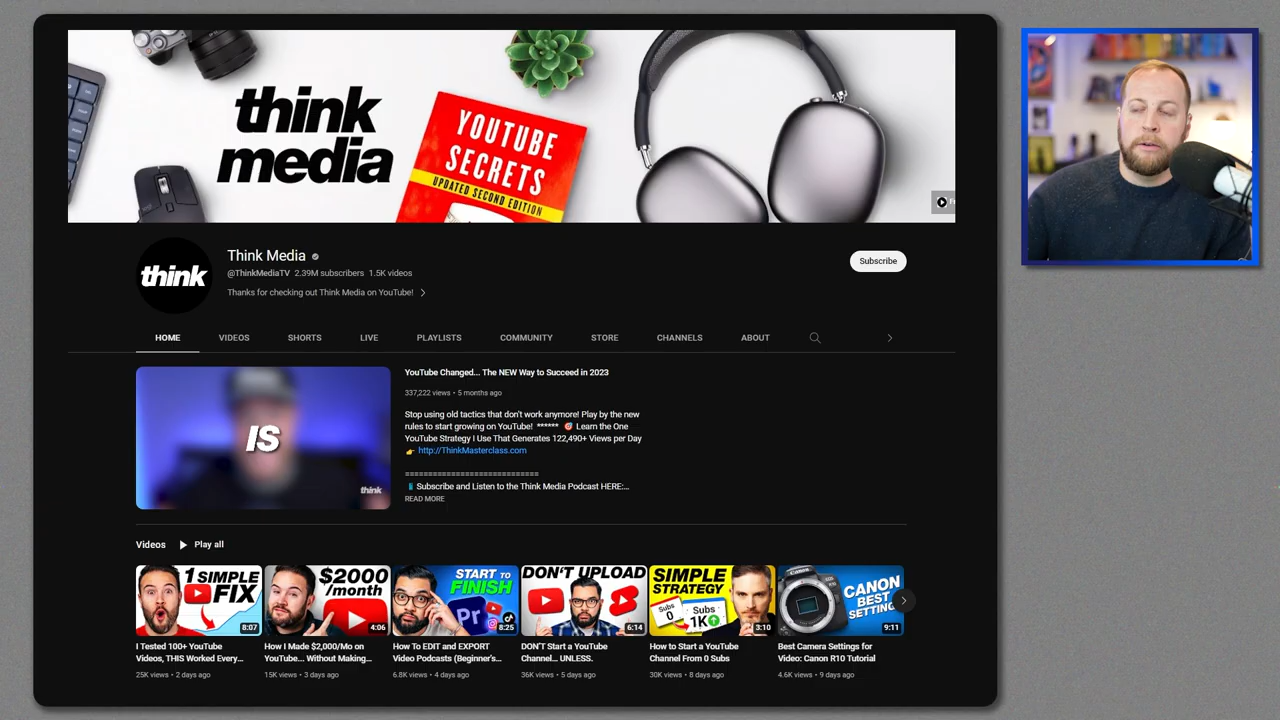 think
media
YOUTUBE
SECRETS
UPDATED SECOND EDITION
think
Think Media
@ThinkMediaTV 2.39M subscribers 1.5K videos
Thanks for checking out Think Media on YouTube!
Subscribe
HOME VIDEOS SHORTS LIVE PLAYLISTS COMMUNITY STORE CHANNELS ABOUT
IS
think
YouTube Changed... The NEW Way to Succeed in 2023
337,222 views • 5 months ago
Stop using old tactics that don't work anymore! Play by the new
rules to start growing on YouTube! ****** 🎯 Learn the One
YouTube Strategy I Use That Generates 122,490+ Views per Day
👉 http://ThinkMasterclass.com
============================
📱 Subscribe and Listen to the Think Media Podcast HERE:...
READ MORE
Videos Play all
1 SIMPLE
FIX
8:07
$2000
/month
4:06
START TO
FINISH
Pr
8:25
DON'T UPLOAD
6:14
SIMPLE
STRATEGY
Subs
0
Subs
1K
3:10
Canon
CANON
BEST
SETTING
9:11
I Tested 100+ YouTube
Videos, THIS Worked Every...
25K views • 2 days ago
How I Made $2,000/Mo on
YouTube... Without Making...
15K views • 3 days ago
How To EDIT and EXPORT
Video Podcasts (Beginner's...
6.8K views • 4 days ago
DON'T Start a YouTube
Channel... UNLESS.
36K views • 5 days ago
How to Start a YouTube
Channel From 0 Subs
30K views • 8 days ago
Best Camera Settings for
Video: Canon R10 Tutorial
4.6K views • 9 days ago